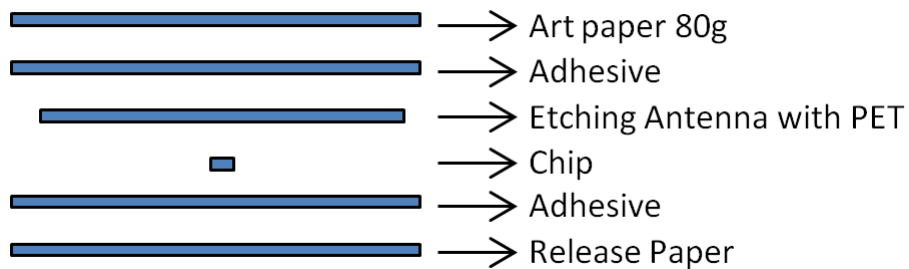 Art paper 80g
Adhesive
Etching Antenna with PET
Chip
Adhesive
Release Paper